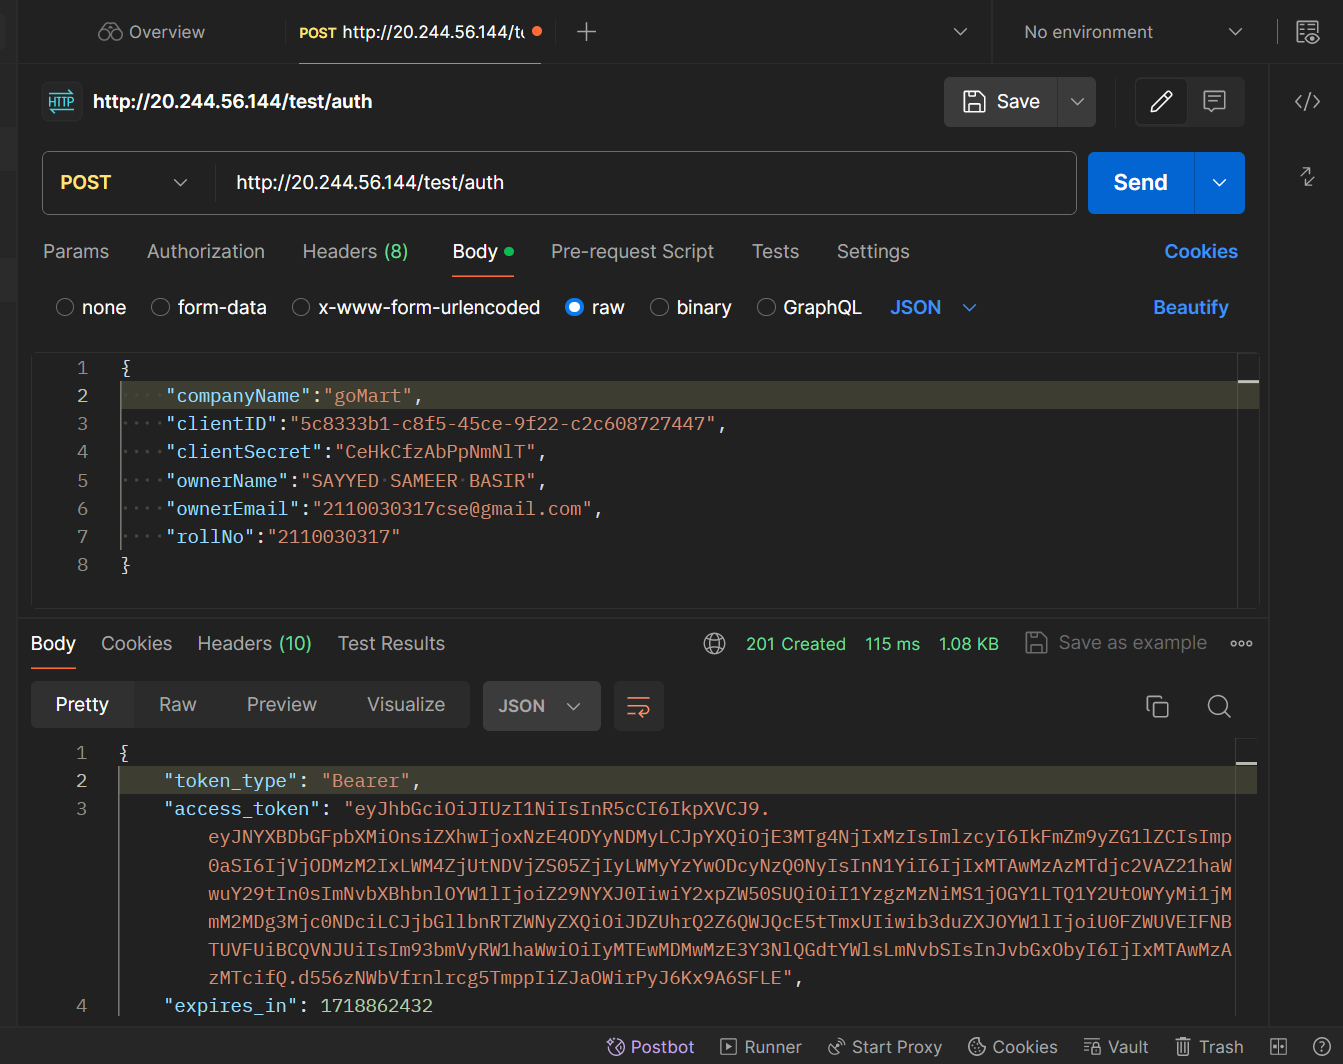 Overview
POST http://20.244.56.144/t
No environment
HTTP http://20.244.56.144/test/auth
Save
POST http://20.244.56.144/test/auth
Send
Params Authorization Headers (8) Body Pre-request Script Tests Settings Cookies
none form-data x-www-form-urlencoded raw binary GraphQL JSON Beautify
1 {
2 "companyName":"goMart",
3 "clientID":"5c8333b1-c8f5-45ce-9f22-c2c608727447",
4 "clientSecret":"CeHkCfzAbPpNmNlT",
5 "ownerName":"SAYYED SAMEER BASIR",
6 "ownerEmail":"2110030317cse@gmail.com",
7 "rollNo":"2110030317"
8 }
Body Cookies Headers (10) Test Results 201 Created 115 ms 1.08 KB Save as example
Pretty Raw Preview Visualize JSON
1 {
2 "token_type": "Bearer",
3 "access_token": "eyJhbGciOiJIUzI1NiIsInR5cCI6IkpXVCJ9.
eyJNYXBDbGFpbXMiOnsiZXhwIjoxNzE4ODYyNDMyLCJpYXQiOjE3MTg4NjIxMzIsImlzcyI6IkFmZm9yZG1lZCIsImp
0aSI6IjVjODMzM2IxLWM4ZjUtNDVjZS05ZjIyLWMyYzYwODcyNzQ0NyIsInN1YiI6IjIxMTAwMzAzMTdjc2VAZ21haW
wuY29tIn0sImNvbXBhbnlOYW1lIjoiZ29NYXJ0IiwiY2xpZW50SUQiOiI1YzgzMzNiMS1jOGY1LTQ1Y2UtOWYyMi1jM
mM2MDg3Mjc0NDciLCJjbGllbnRTZWNyZXQiOiJDZUhrQ2Z6QWJQcE5tTmxUIiwib3duZXJOYW1lIjoiU0FZWUVEIFNB
TUVFUiBCQVNJUiIsIm93bmVyRW1haWwiOiIyMTEwMDMwMzE3Y3NlQGdtYWlsLmNvbSIsInJvbGxObyI6IjIxMTAwMzA
zMTcifQ.d556zNWbVfrnlrcg5TmppIiZJaOWirPyJ6Kx9A6SFLE",
4 "expires_in": 1718862432
Postbot Runner Start Proxy Cookies Vault Trash